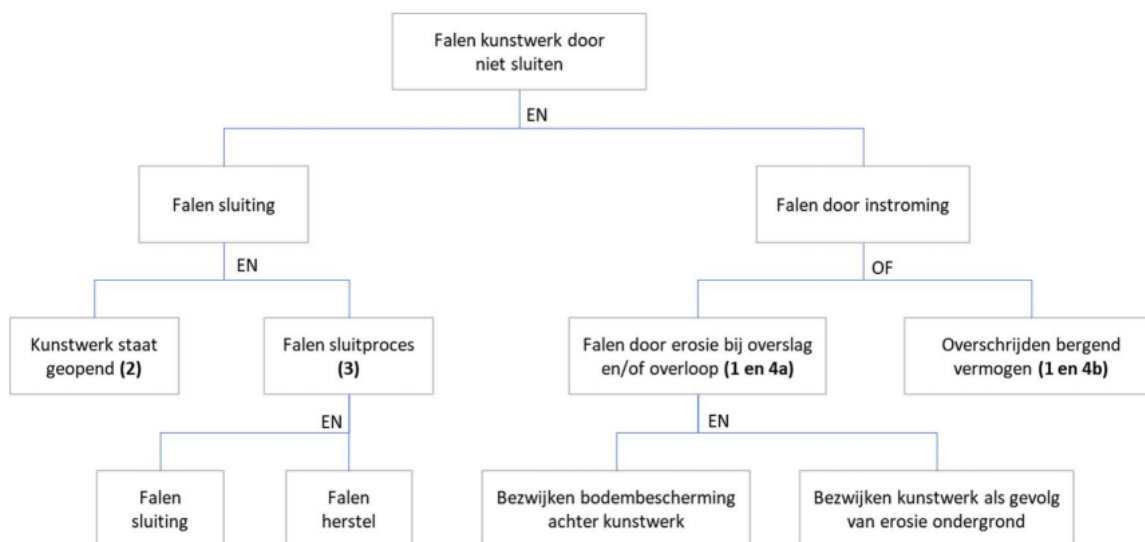 Falen kunstwerk door
niet sluiten
EN
Falen sluiting
Falen door instroming
EN
OF
Kunstwerk staat
geopend (2)
Falen sluitproces
(3)
Falen door erosie bij overslag
en/of overloop (1 en 4a)
Overschrijden bergend
vermogen (1 en 4b)
EN
EN
Falen
sluiting
Falen
herstel
Bezwijken bodembescherming
achter kunstwerk
Bezwijken kunstwerk als gevolg
van erosie ondergrond